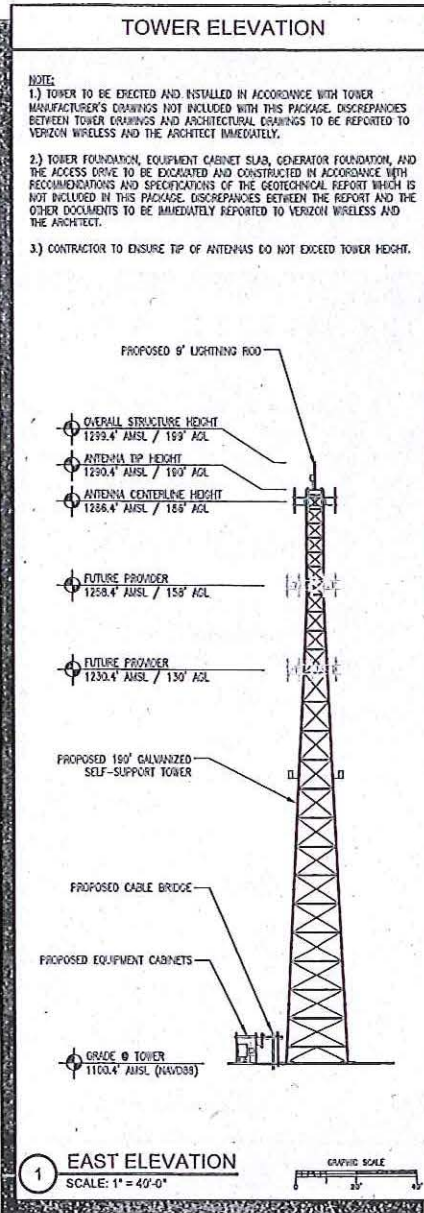 TOWER ELEVATION
NOTE:
1.) TOWER TO BE ERECTED AND INSTALLED IN ACCORDANCE WITH TOWER
MANUFACTURER'S DRAWINGS NOT INCLUDED WITH THIS PACKAGE. DISCREPANCIES
BETWEEN TOWER DRAWINGS AND ARCHITECTURAL DRAWINGS TO BE REPORTED TO
VERIZON WIRELESS AND THE ARCHITECT IMMEDIATELY.
2.) TOWER FOUNDATION, EQUIPMENT CABINET SLAB, GENERATOR FOUNDATION, AND
THE ACCESS DRIVE TO BE EXCAVATED AND CONSTRUCTED IN ACCORDANCE WITH
RECOMMENDATIONS AND SPECIFICATIONS OF THE GEOTECHNICAL REPORT WHICH IS
NOT INCLUDED IN THIS PACKAGE. DISCREPANCIES BETWEEN THE REPORT AND THE
OTHER DOCUMENTS TO BE IMMEDIATELY REPORTED TO VERIZON WIRELESS AND
THE ARCHITECT.
3.) CONTRACTOR TO ENSURE TIP OF ANTENNAS DO NOT EXCEED TOWER HEIGHT.
PROPOSED 9' LIGHTNING ROD
OVERALL STRUCTURE HEIGHT
1299.4' AMSL / 199' AGL
ANTENNA TIP HEIGHT
1290.4' AMSL / 190' AGL
ANTENNA CENTERLINE HEIGHT
1286.4' AMSL / 186' AGL
FUTURE PROVIDER
1258.4' AMSL / 158' AGL
FUTURE PROVIDER
1230.4' AMSL / 130' AGL
PROPOSED 190' GALVANIZED
SELF-SUPPORT TOWER
PROPOSED CABLE BRIDGE
PROPOSED EQUIPMENT CABINETS
GRADE @ TOWER
1100.4' AMSL (NAVD88)
1 EAST ELEVATION
SCALE: 1" = 40'-0"
GRAPHIC SCALE
0 20' 40'